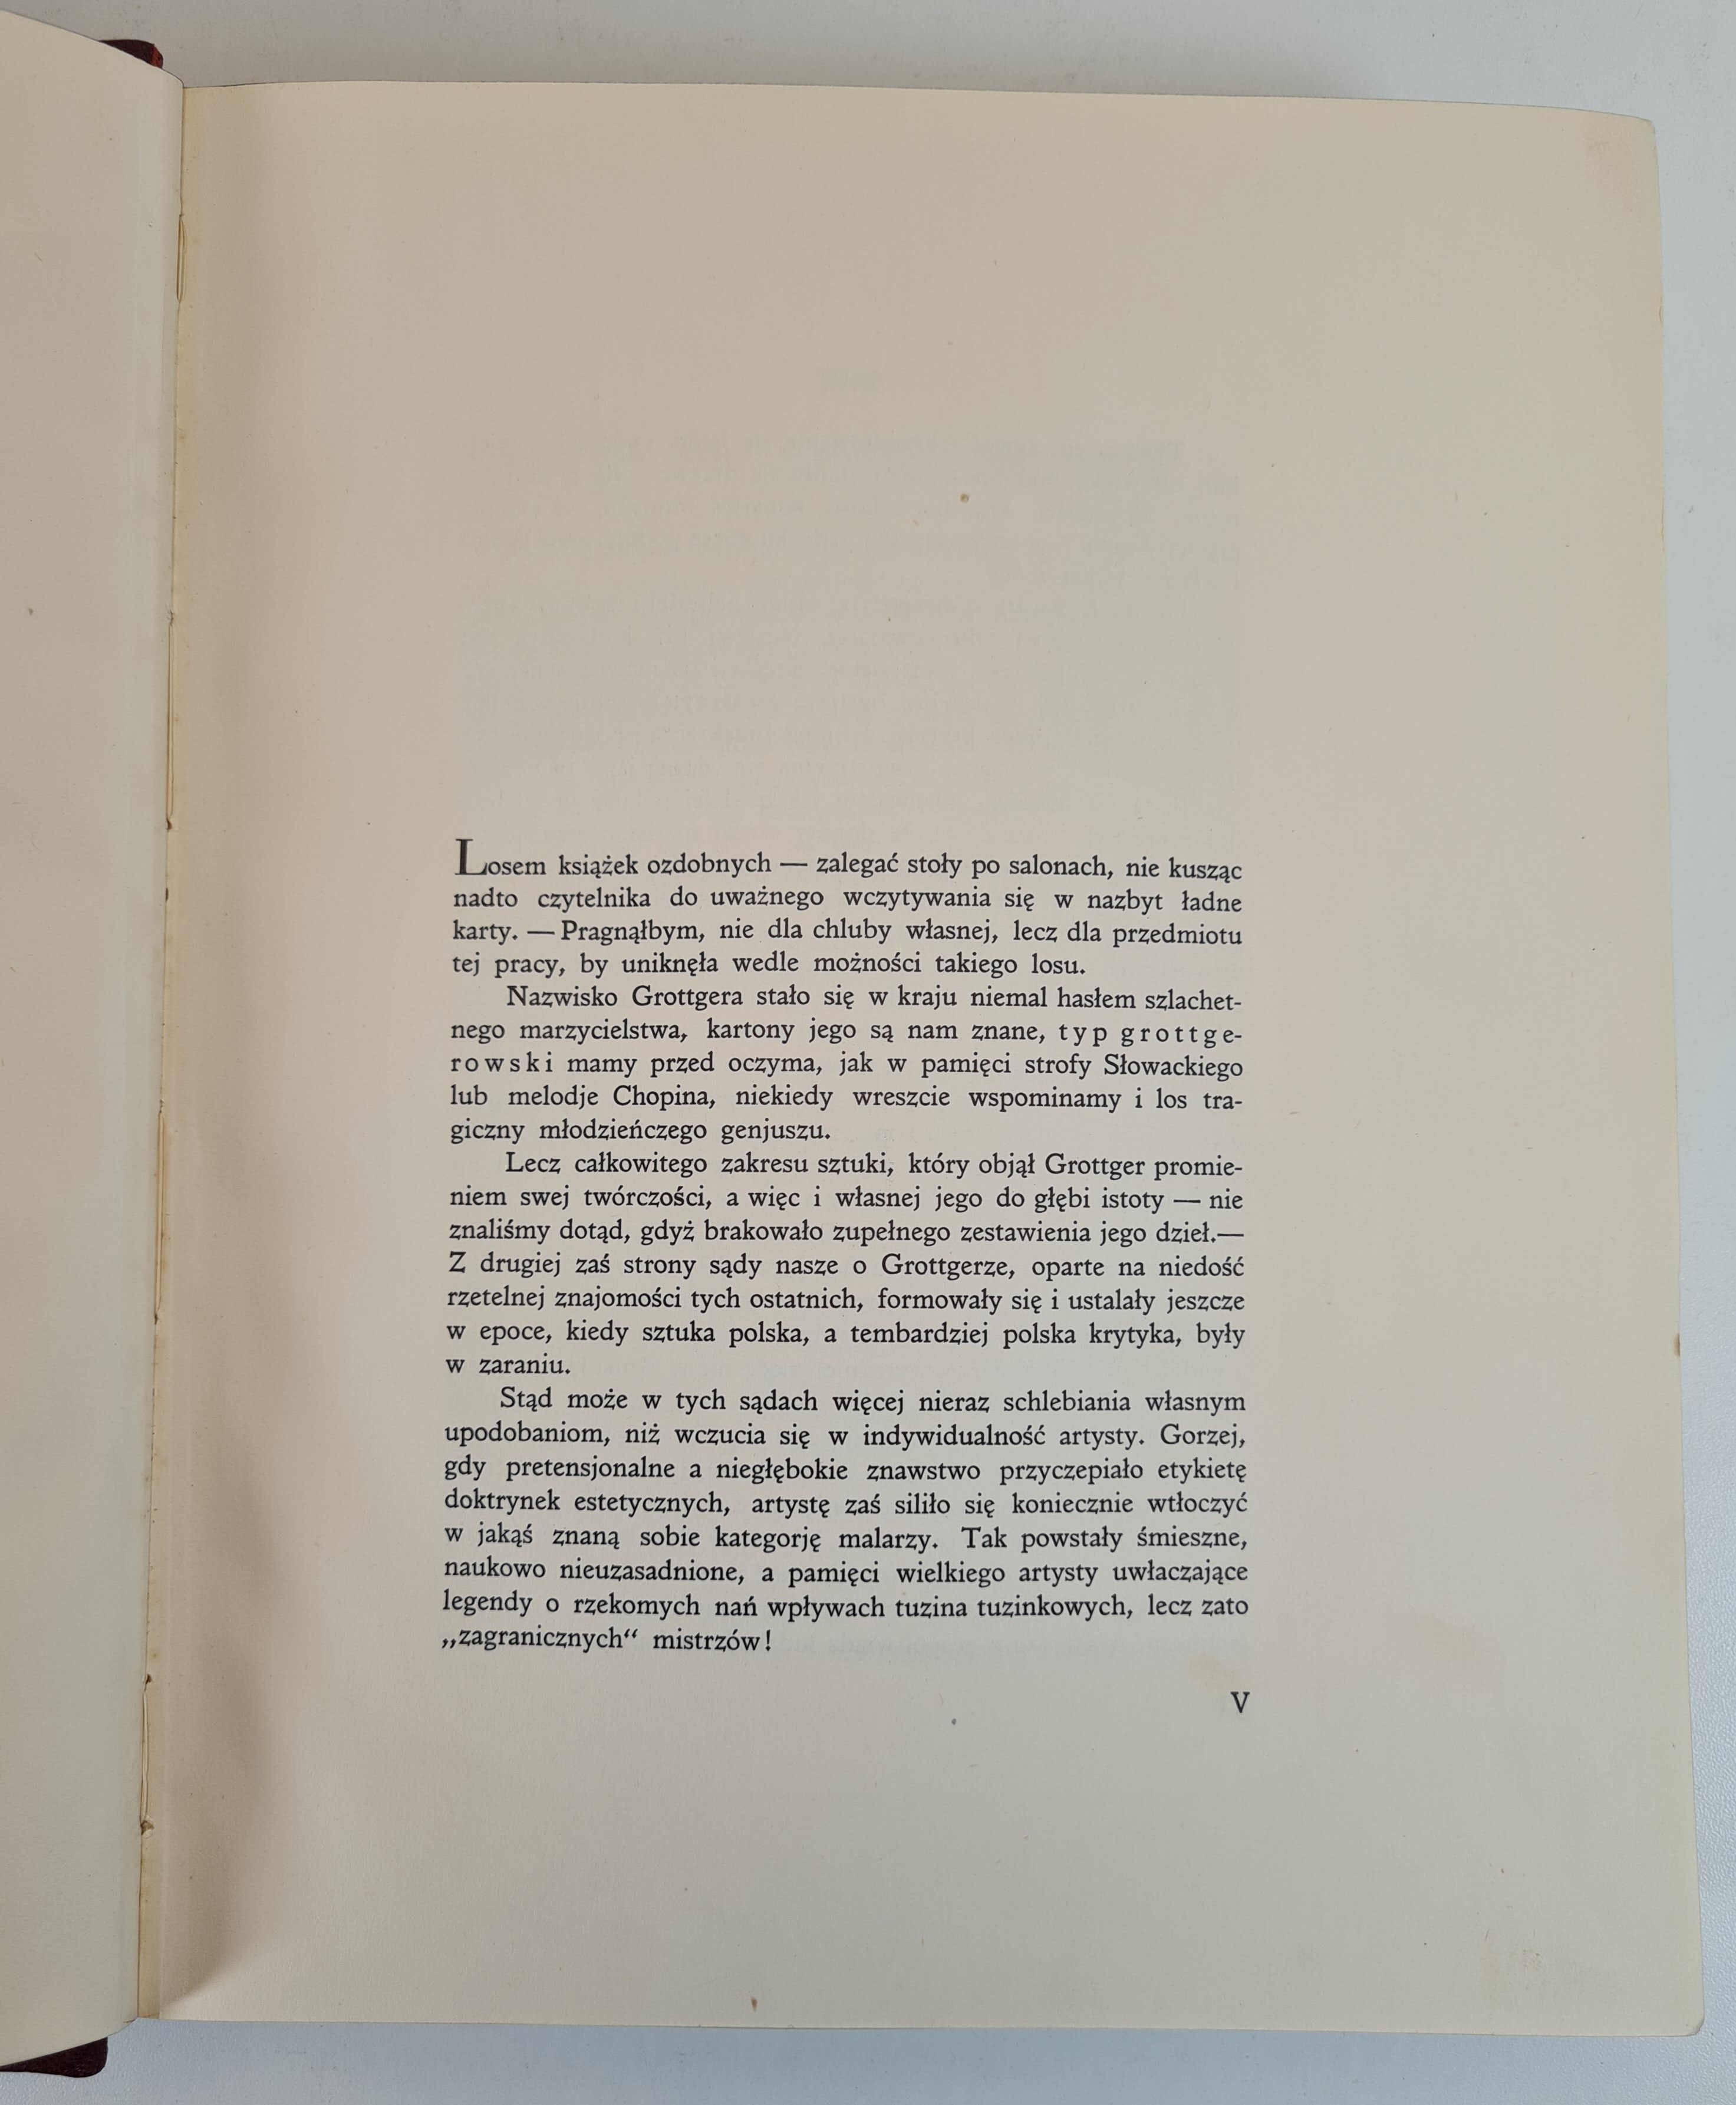 Losem książek ozdobnych — zalegać stoły po salonach, nie kusząc
nadto czytelnika do uważnego wczytywania się w nazbyt ładne
karty. — Pragnąłbym, nie dla chluby własnej, lecz dla przedmiotu
tej pracy, by uniknęła wedle możności takiego losu.
Nazwisko Grottgera stało się w kraju niemal hasłem szlachet-
nego marzycielstwa, kartony jego są nam znane, typ grottge-
rowski mamy przed oczyma, jak w pamięci strofy Słowackiego
lub melodje Chopina, niekiedy wreszcie wspominamy i los tra-
giczny młodzieńczego genjuszu.
Lecz całkowitego zakresu sztuki, który objął Grottger promie-
niem swej twórczości, a więc i własnej jego do głębi istoty — nie
znaliśmy dotąd, gdyż brakowało zupełnego zestawienia jego dzieł.—
Z drugiej zaś strony sądy nasze o Grottgerze, oparte na niedość
rzetelnej znajomości tych ostatnich, formowały się i ustalały jeszcze
w epoce, kiedy sztuka polska, a tembardziej polska krytyka, były
w zaraniu.
Stąd może w tych sądach więcej nieraz schlebiania własnym
upodobaniom, niż wczucia się w indywidualność artysty. Gorzej,
gdy pretensjonalne a niegłębokie znawstwo przyczepiało etykietę
doktrynek estetycznych, artystę zaś siliło się koniecznie wtłoczyć
w jakąś znaną sobie kategorję malarzy. Tak powstały śmieszne,
naukowo nieuzasadnione, a pamięci wielkiego artysty uwłaczające
legendy o rzekomych nań wpływach tuzina tuzinkowych, lecz zato
„zagranicznych“ mistrzów!
V